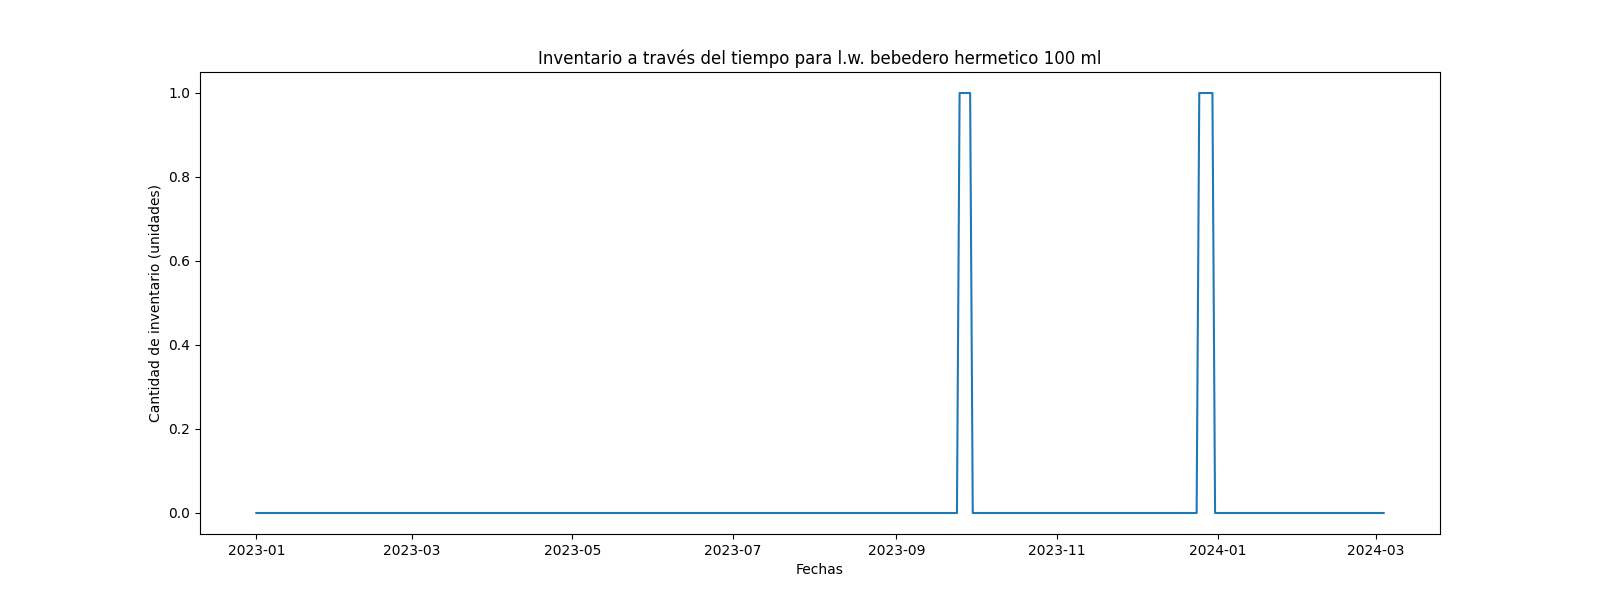 Inventario a través del tiempo para l.w. bebedero hermetico 100 ml
Cantidad de inventario (unidades)
1.0
0.8
0.6
0.4
0.2
0.0
2023-01 2023-03 2023-05 2023-07 2023-09 2023-11 2024-01 2024-03
Fechas